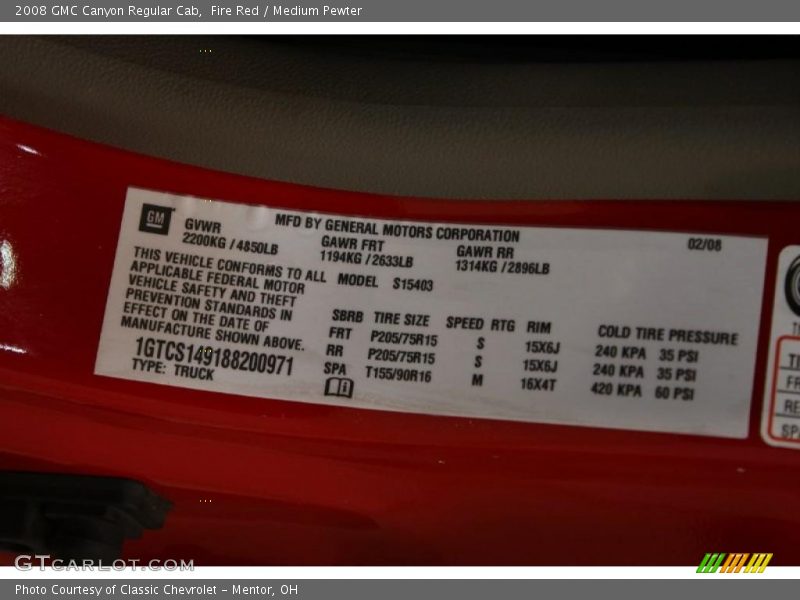 2008 GMC Canyon Regular Cab,  Fire Red / Medium Pewter
GM
MFD BY GENERAL MOTORS CORPORATION
02/08
GVWR
2200KG / 4850LB
GAWR FRT
1194KG / 2633LB
GAWR RR
1314KG / 2896LB
THIS VEHICLE CONFORMS TO ALL
APPLICABLE FEDERAL MOTOR
VEHICLE SAFETY AND THEFT
PREVENTION STANDARDS IN
EFFECT ON THE DATE OF
MANUFACTURE SHOWN ABOVE.
1GTCS149188200971
TYPE: TRUCK
MODEL S15403
SBRB TIRE SIZE SPEED RTG RIM COLD TIRE PRESSURE
FRT P205/75R15 S 15X6J 240 KPA 35 PSI
RR P205/75R15 S 15X6J 240 KPA 35 PSI
SPA T155/90R16 M 16X4T 420 KPA 60 PSI
GTCARLOT.COM
Photo Courtesy of Classic Chevrolet - Mentor, OH